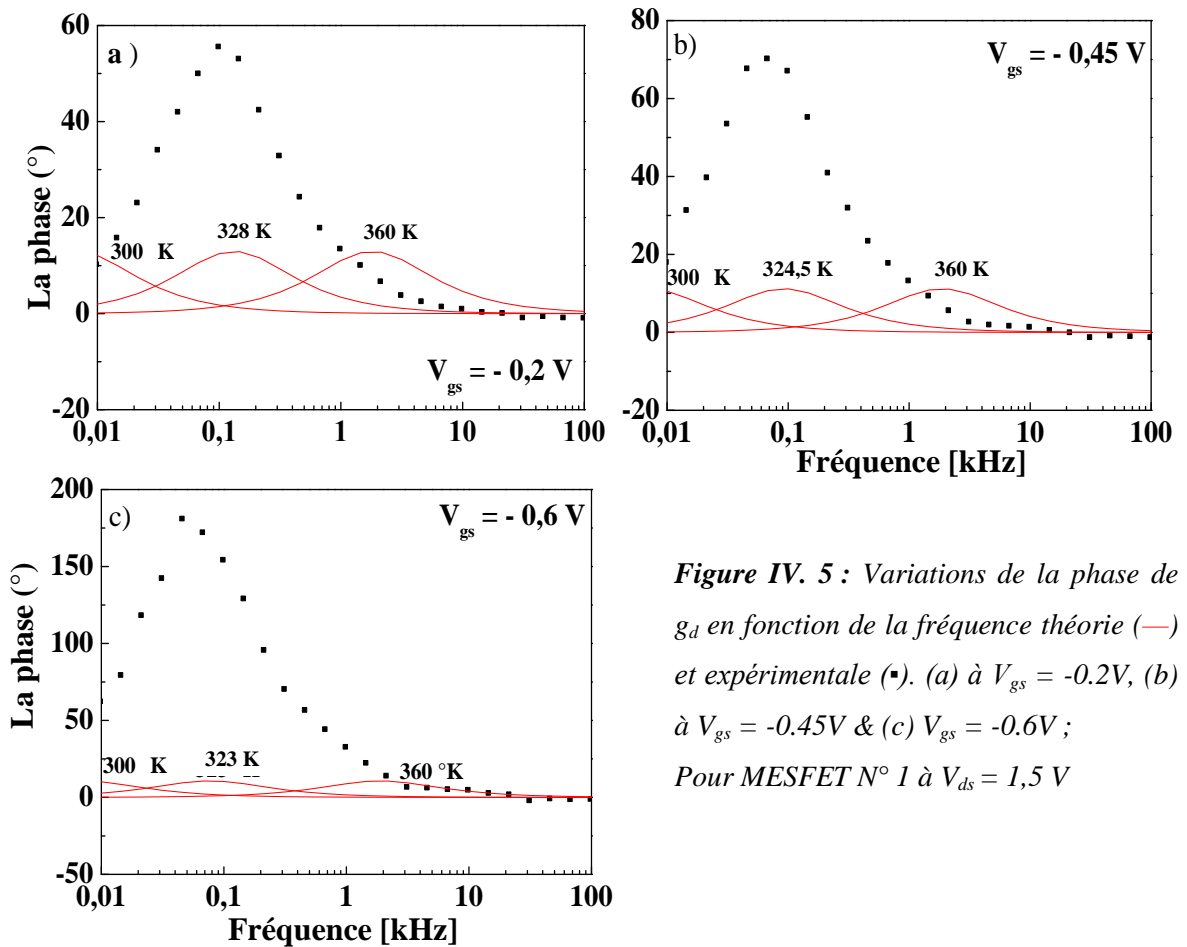 60
a )
40
20
0
-20
300 K
328 K
360 K
V_gs = - 0,2 V
La phase (°)
0,01 0,1 1 10 100
80
b)
V_gs = - 0,45 V
60
40
20
0
-20
300 K
324,5 K
360 K
0,01 0,1 1 10 100
Fréquence [kHz]
200
c)
V_gs = - 0,6 V
150
100
50
0
-50
300 K
323 K
360 °K
La phase (°)
0,01 0,1 1 10 100
Fréquence [kHz]
Figure IV. 5 : Variations de la phase de
g_d en fonction de la fréquence théorie (—)
et expérimentale (▪). (a) à V_gs = -0.2V, (b)
à V_gs = -0.45V & (c) V_gs = -0.6V ;
Pour MESFET N° 1 à V_ds = 1,5 V